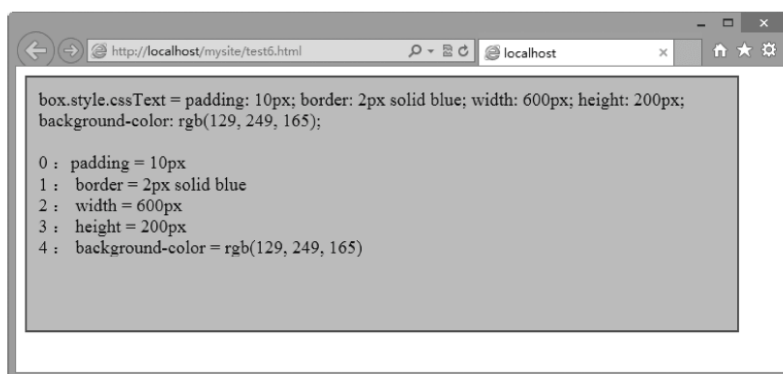 http://localhost/mysite/test6.html
localhost
box.style.cssText = padding: 10px; border: 2px solid blue; width: 600px; height: 200px;
background-color: rgb(129, 249, 165);
0：padding = 10px
1： border = 2px solid blue
2： width = 600px
3： height = 200px
4： background-color = rgb(129, 249, 165)